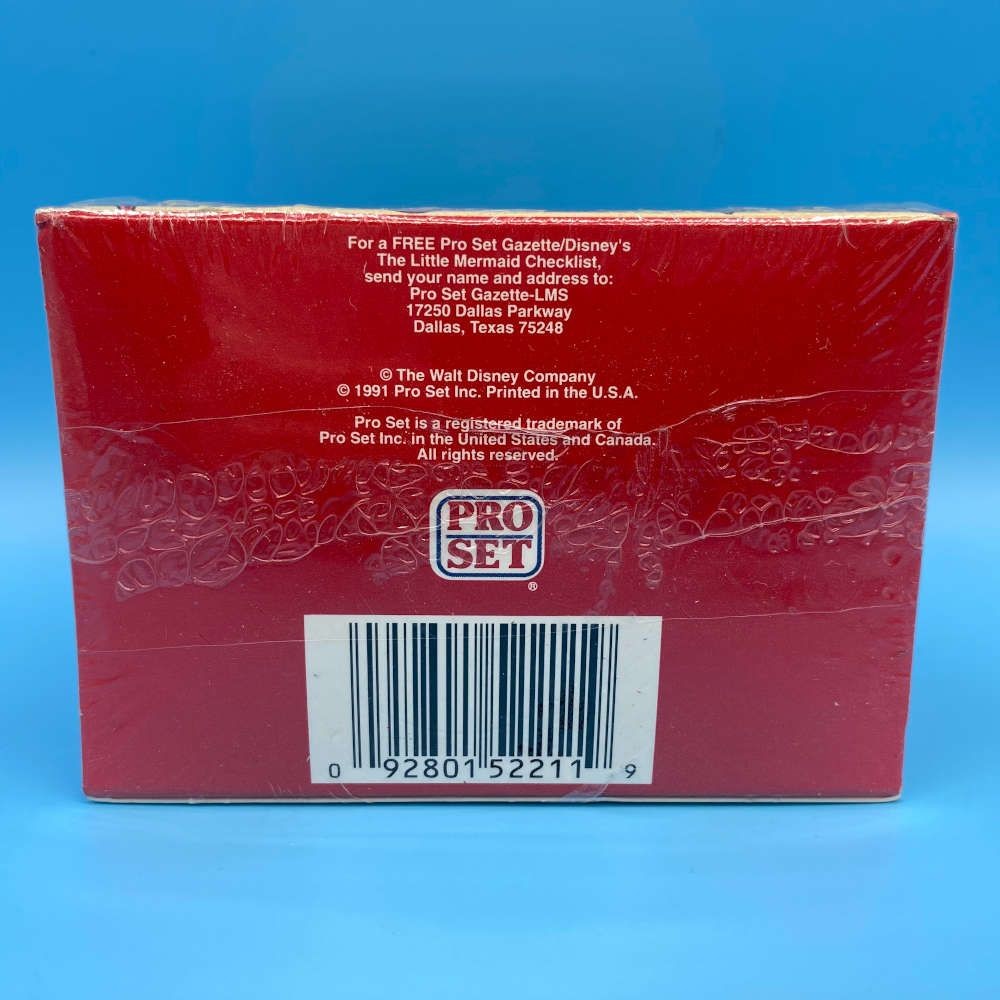 For a FREE Pro Set Gazette/Disney's
The Little Mermaid Checklist,
send your name and address to:
Pro Set Gazette-LMS
17250 Dallas Parkway
Dallas, Texas 75248
© The Walt Disney Company
© 1991 Pro Set Inc. Printed in the U.S.A.
Pro Set is a registered trademark of
Pro Set Inc. in the United States and Canada.
All rights reserved.
PRO
SET
®
0 92801 52211 9